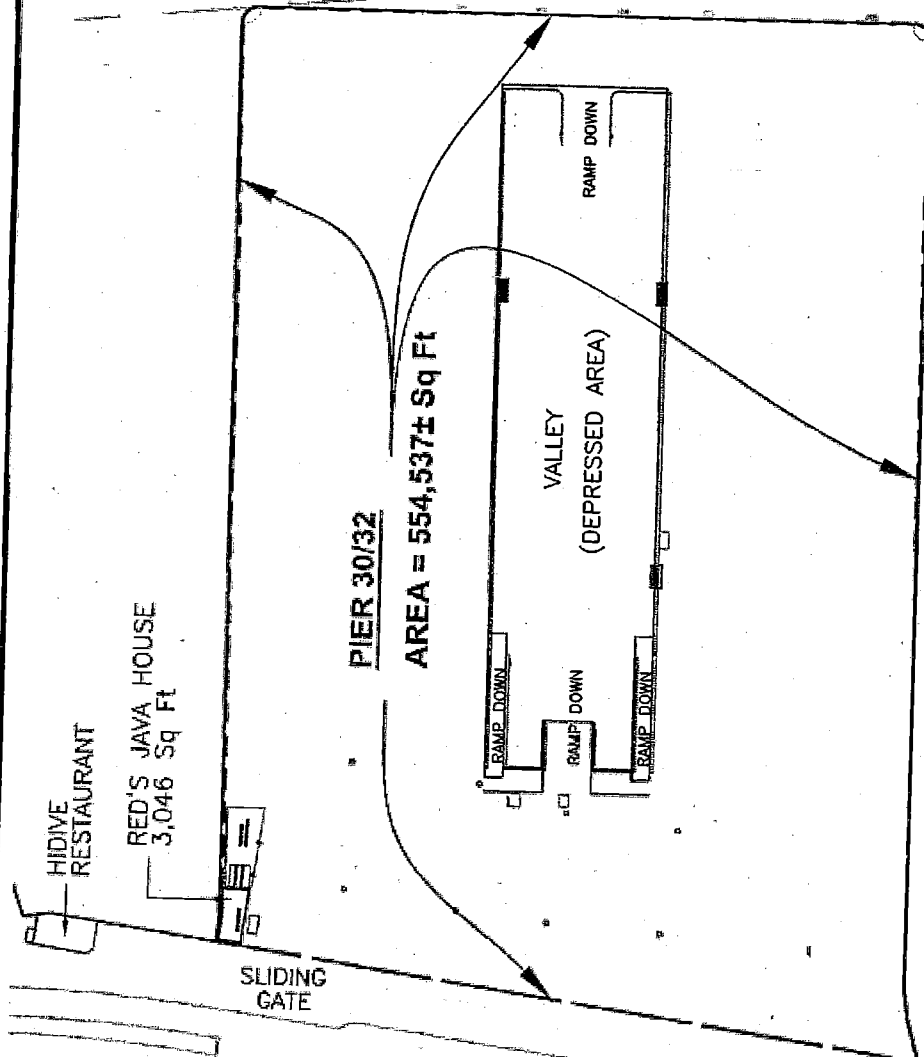 RAMP DOWN
PIER 30/32
AREA = 554,537± Sq Ft
VALLEY
(DEPRESSED AREA)
RAMP DOWN
RAMP DOWN
RAMP DOWN
HIDIVE
RESTAURANT
RED'S JAVA HOUSE
3,046 Sq Ft
SLIDING
GATE